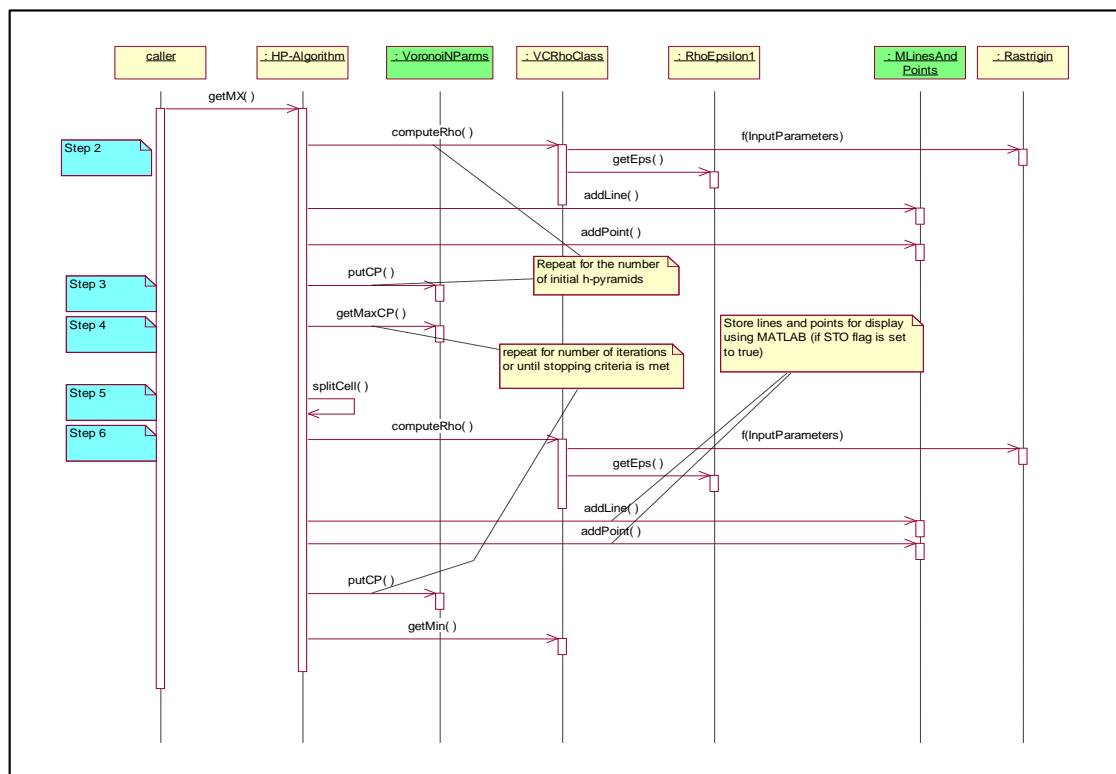 caller
: HP-Algorithm
: VoronoiNParms
: VCRhoClass
: RhoEpsilon1
: MLinesAnd
Points
: Rastrigin
getMX( )
Step 2
computeRho( )
f(InputParameters)
getEps( )
addLine( )
addPoint( )
Repeat for the number
of initial h-pyramids
Step 3
putCP( )
Step 4
getMaxCP( )
Store lines and points for display
using MATLAB (if STO flag is set
to true)
repeat for number of iterations
or until stopping criteria is met
Step 5
splitCell( )
Step 6
computeRho( )
f(InputParameters)
getEps( )
addLine( )
addPoint( )
putCP( )
getMin( )